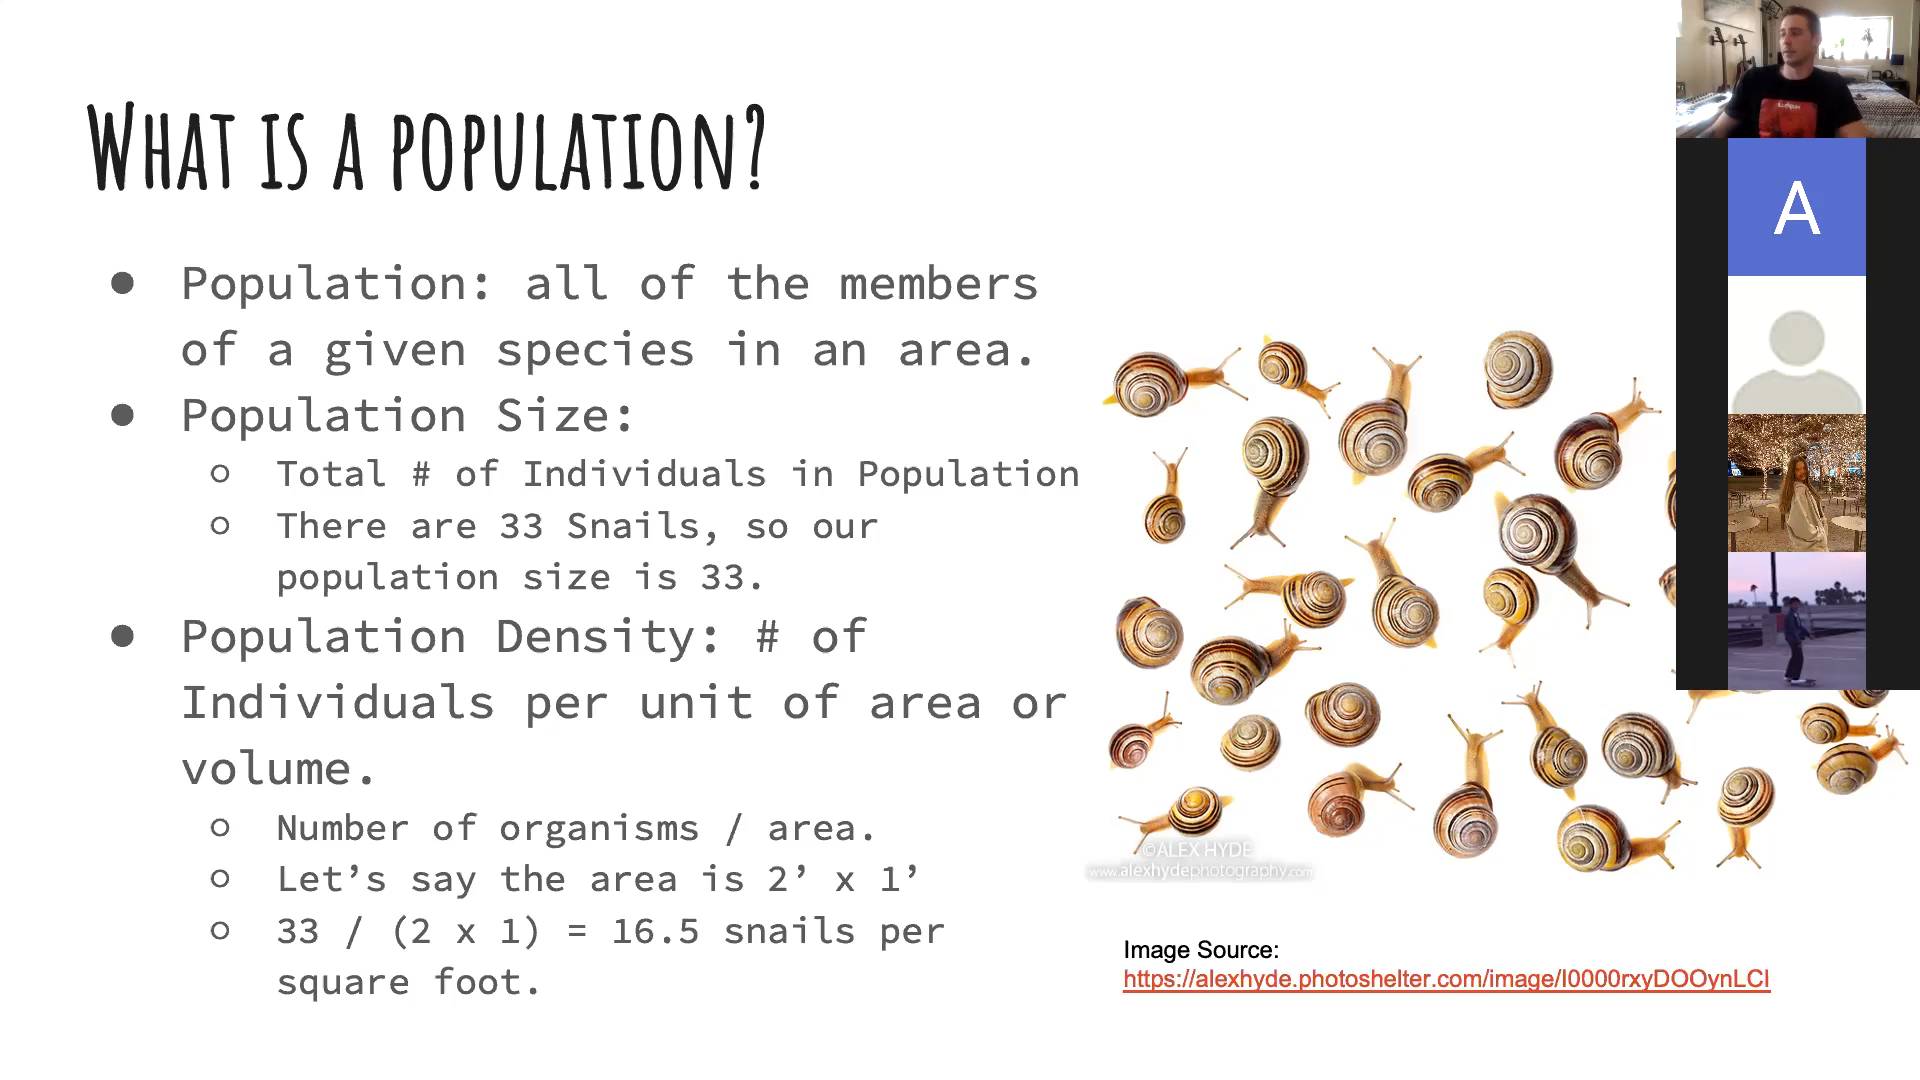 What is a population?
● Population: all of the members
of a given species in an area.
● Population Size:
○ Total # of Individuals in Population
○ There are 33 Snails, so our
population size is 33.
● Population Density: # of
Individuals per unit of area or
volume.
○ Number of organisms / area.
○ Let’s say the area is 2’ x 1’
○ 33 / (2 x 1) = 16.5 snails per
square foot.
A
©ALEX HYDE
www.alexhydephotography.com
Image Source:
https://alexhyde.photoshelter.com/image/I0000rxyDOOynLCI